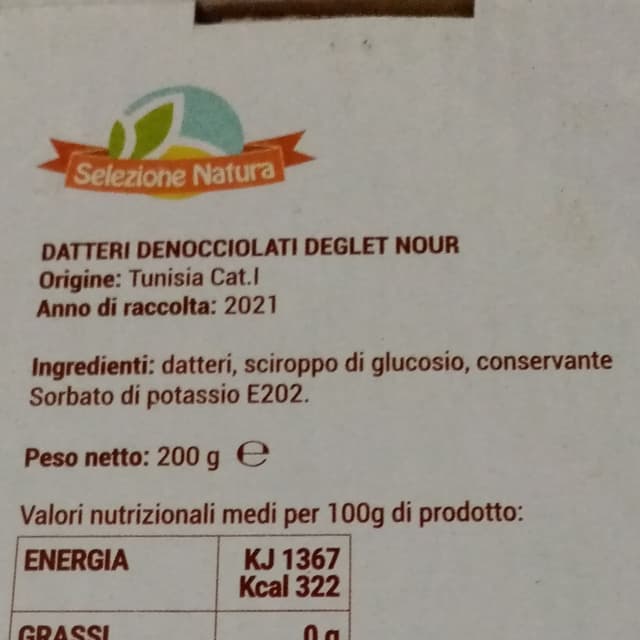 Selezione Natura
DATTERI DENOCCIOLATI DEGLET NOUR
Origine: Tunisia Cat.I
Anno di raccolta: 2021
Ingredienti: datteri, sciroppo di glucosio, conservante
Sorbato di potassio E202.
Peso netto: 200 g ℮
Valori nutrizionali medi per 100g di prodotto:
ENERGIA KJ 1367
Kcal 322
GRASSI 0 g